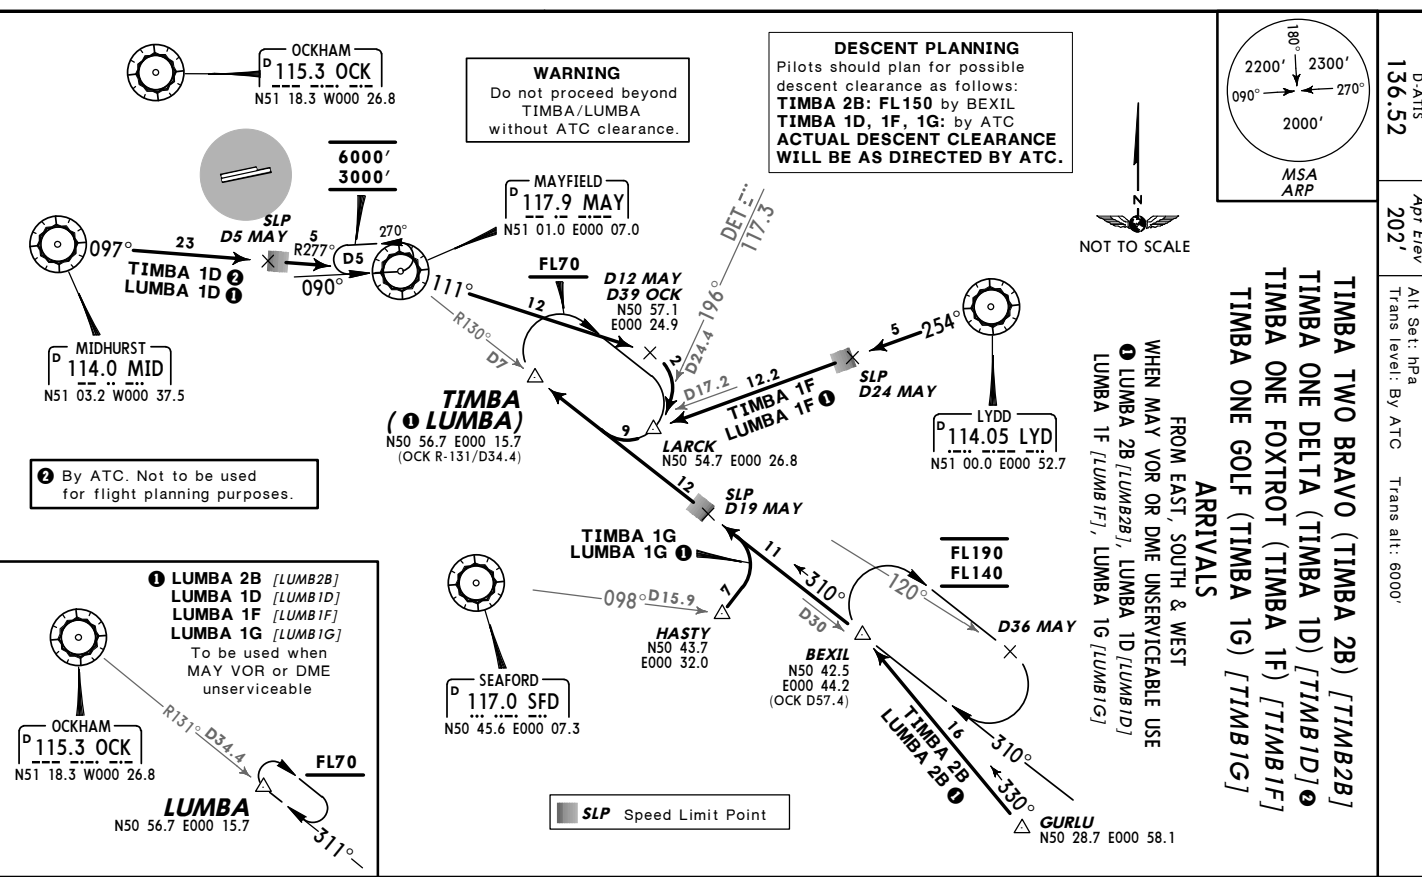 D-ATIS
136.52
Apt Elev
202'
Alt Set: hPa
Trans level: By ATC Trans alt: 6000'
TIMBA TWO BRAVO (TIMBA 2B) [TIMB2B]
TIMBA ONE DELTA (TIMBA 1D) [TIMB1D] ❷
TIMBA ONE FOXTROT (TIMBA 1F) [TIMB1F]
TIMBA ONE GOLF (TIMBA 1G) [TIMB1G]
ARRIVALS
FROM EAST, SOUTH & WEST
WHEN MAY VOR OR DME UNSERVICEABLE USE
❶ LUMBA 2B [LUMB2B], LUMBA 1D [LUMB1D]
LUMBA 1F [LUMB1F], LUMBA 1G [LUMB1G]
180°
2200' 2300'
090° 270°
2000'
MSA
ARP
OCKHAM
D 115.3 OCK
N51 18.3 W000 26.8
WARNING
Do not proceed beyond
TIMBA/LUMBA
without ATC clearance.
DESCENT PLANNING
Pilots should plan for possible
descent clearance as follows:
TIMBA 2B: FL150 by BEXIL
TIMBA 1D, 1F, 1G: by ATC
ACTUAL DESCENT CLEARANCE
WILL BE AS DIRECTED BY ATC.
N
NOT TO SCALE
6000'
3000'
MAYFIELD
D 117.9 MAY
N51 01.0 E000 07.0
SLP
D5 MAY
097°
23
TIMBA 1D ❷
LUMBA 1D ❶
5
R277°
270°
D5
090°
MIDHURST
D 114.0 MID
N51 03.2 W000 37.5
111°
12
FL70
D12 MAY
D39 OCK
N50 57.1
E000 24.9
R130°
D7
DET
117.3
196°
D24.4
2
D17.2
12.2
TIMBA 1F
LUMBA 1F ❶
5
254°
SLP
D24 MAY
LYDD
D 114.05 LYD
N51 00.0 E000 52.7
TIMBA
( ❶ LUMBA)
N50 56.7 E000 15.7
(OCK R-131/D34.4)
9
LARCK
N50 54.7 E000 26.8
12
SLP
D19 MAY
❷ By ATC. Not to be used
for flight planning purposes.
TIMBA 1G
LUMBA 1G ❶
11
310°
D30
7
SEAFORD
D 117.0 SFD
N50 45.6 E000 07.3
098°
D15.9
HASTY
N50 43.7
E000 32.0
FL190
FL140
120°
D36 MAY
BEXIL
N50 42.5
E000 44.2
(OCK D57.4)
TIMBA 2B
LUMBA 2B ❶
16
310°
330°
GURLU
N50 28.7 E000 58.1
SLP Speed Limit Point
❶ LUMBA 2B [LUMB2B]
LUMBA 1D [LUMB1D]
LUMBA 1F [LUMB1F]
LUMBA 1G [LUMB1G]
To be used when
MAY VOR or DME
unserviceable
OCKHAM
D 115.3 OCK
N51 18.3 W000 26.8
R131°
D34.4
FL70
LUMBA
N50 56.7 E000 15.7
311°